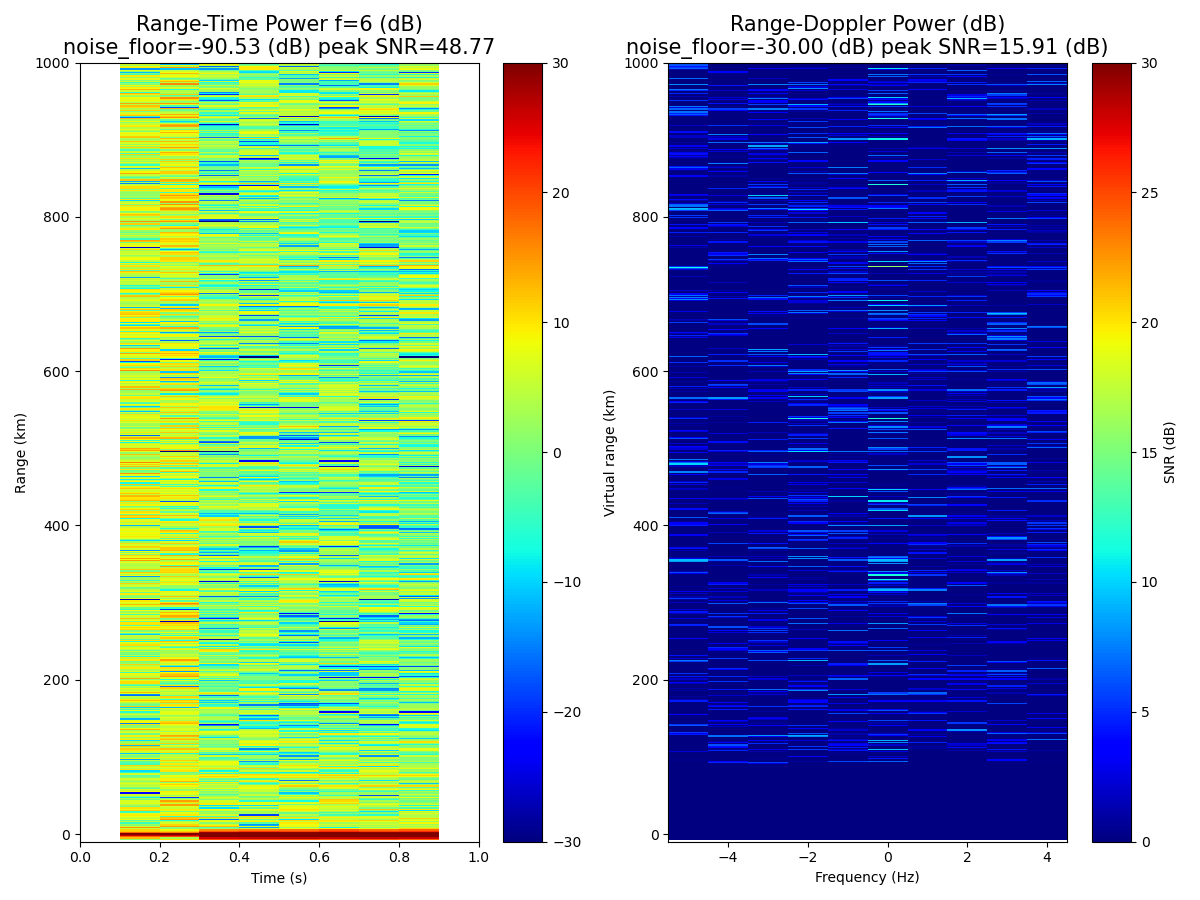 Range-Time Power f=6 (dB)
noise_floor=-90.53 (dB) peak SNR=48.77
1000
800
600
400
200
0
Range (km)
0.0 0.2 0.4 0.6 0.8 1.0
Time (s)
30
20
10
0
−10
−20
−30
Range-Doppler Power (dB)
noise_floor=-30.00 (dB) peak SNR=15.91 (dB)
1000
800
600
400
200
0
Virtual range (km)
−4 −2 0 2 4
Frequency (Hz)
30
25
20
15
10
5
0
SNR (dB)